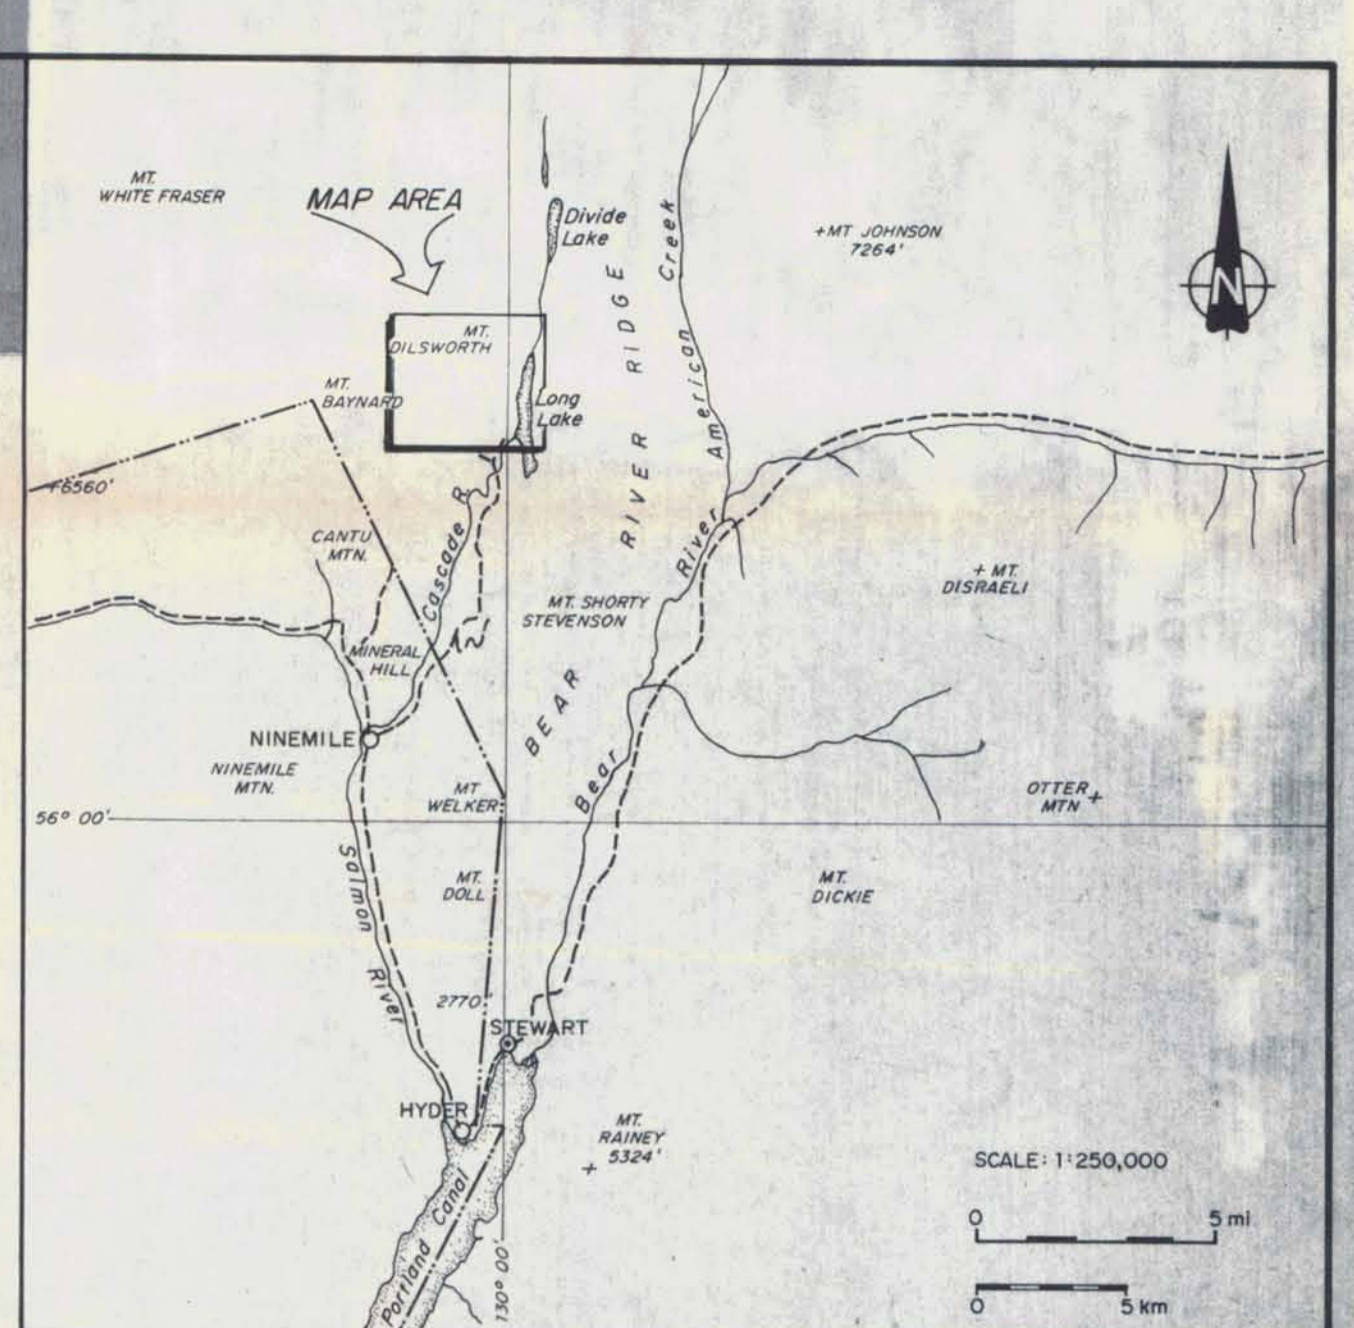 MT.
WHITE FRASER
MAP AREA
Divide
Lake
American Creek
+MT JOHNSON
7264'
N
MT.
DILSWORTH
MT.
BAYNARD
Long
Lake
BEAR RIVER RIDGE
+6560'
CANTU
MTN.
Cascade R.
Bear River
+ MT.
DISRAELI
MT. SHORTY
STEVENSON
MINERAL
HILL
NINEMILE
NINEMILE
MTN.
MT
WELKER
OTTER +
MTN
56° 00'
Salmon River
MT.
DOLL
MT.
DICKIE
2770
STEWART
HYDER
MT.
RAINEY
5324'
+
Portland Canal
130° 00'
SCALE: 1:250,000
0 5 mi
0 5 km